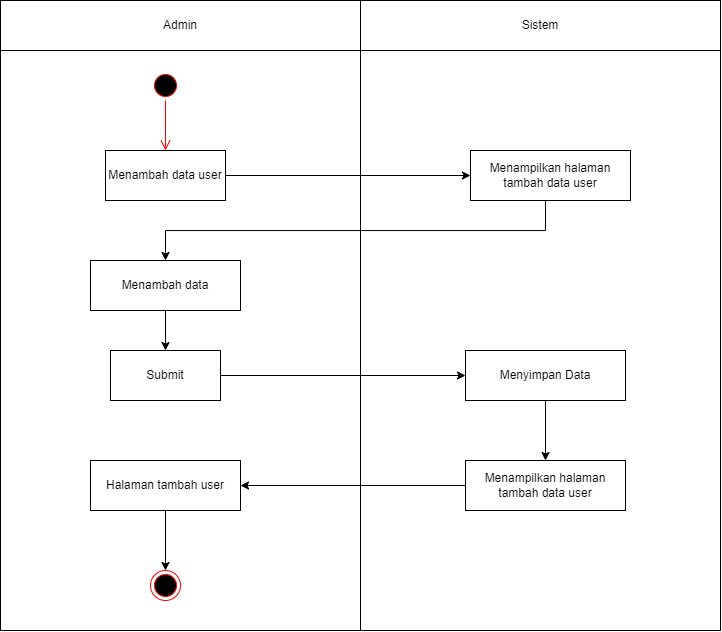 Admin
Sistem
Menambah data user
Menampilkan halaman
tambah data user
Menambah data
Submit
Menyimpan Data
Halaman tambah user
Menampilkan halaman
tambah data user